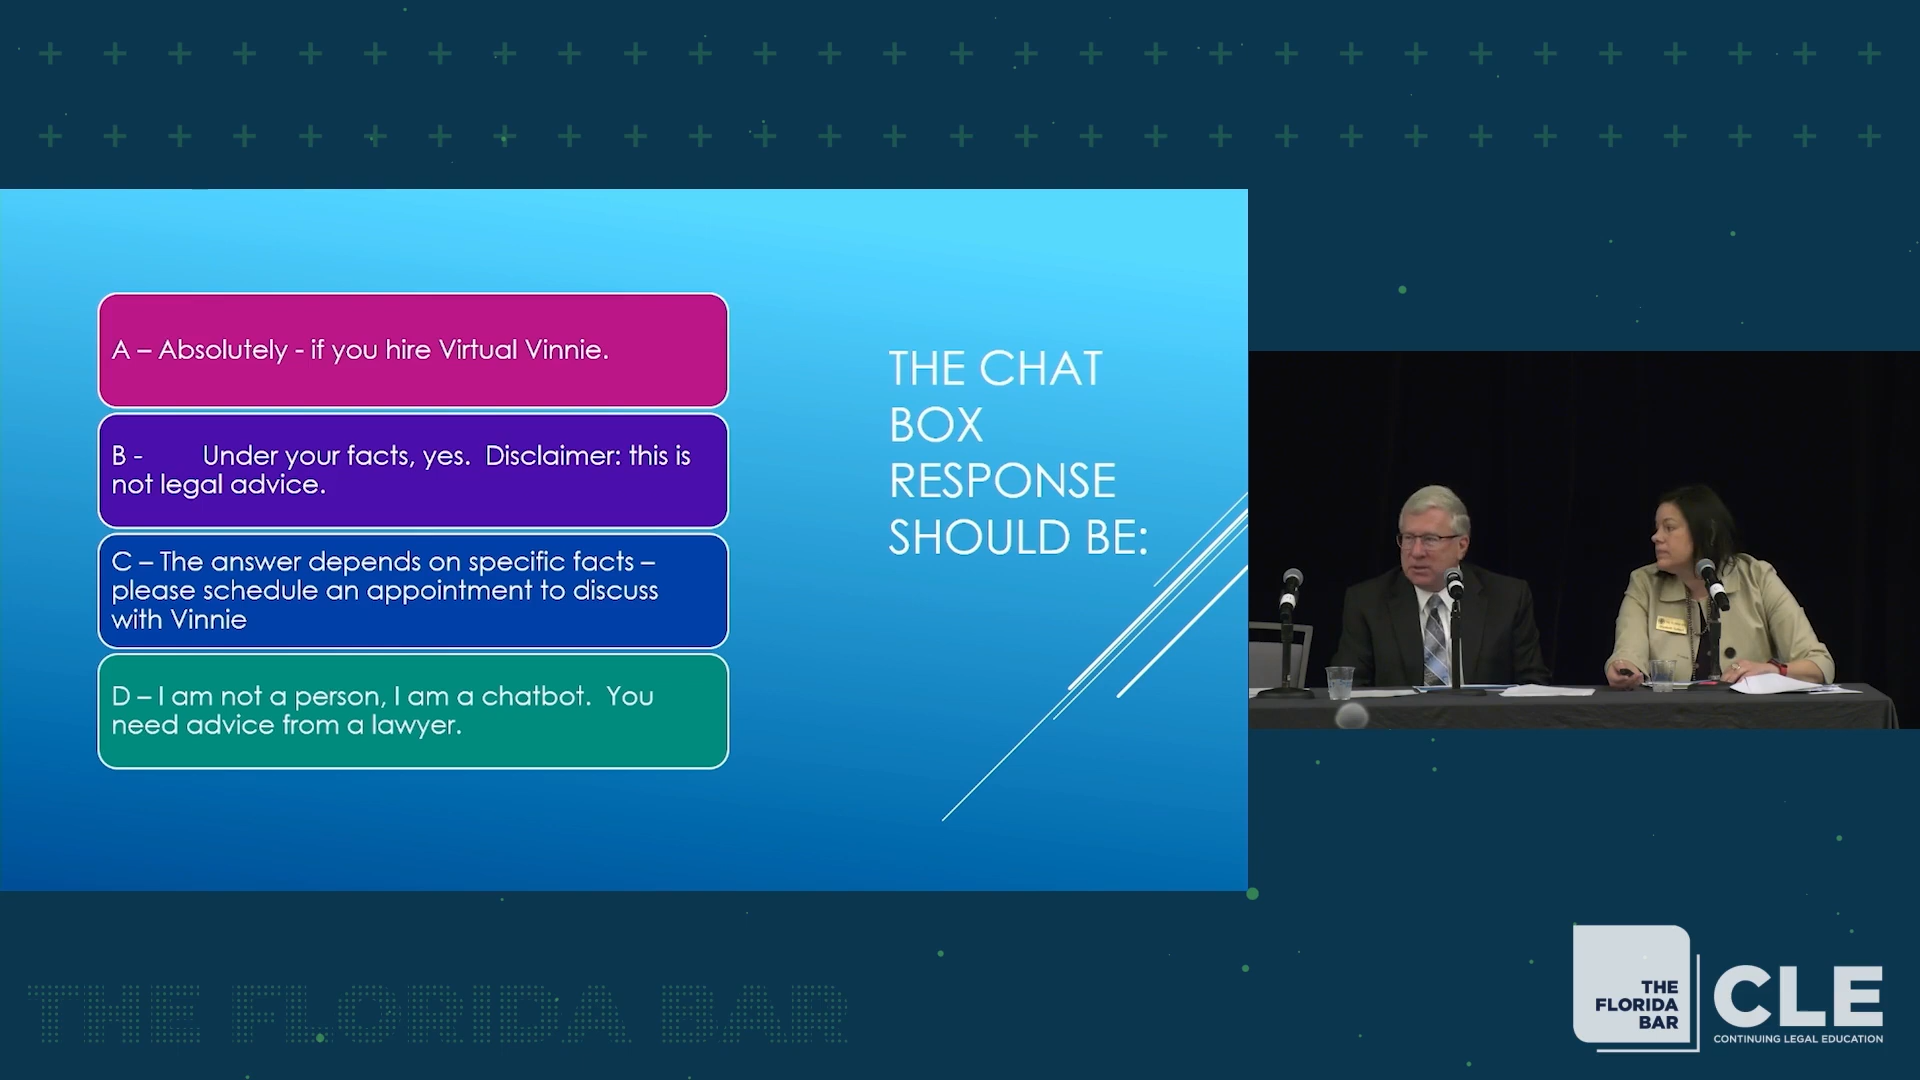 A – Absolutely - if you hire Virtual Vinnie.
B - Under your facts, yes. Disclaimer: this is
not legal advice.
C – The answer depends on specific facts –
please schedule an appointment to discuss
with Vinnie
D – I am not a person, I am a chatbot. You
need advice from a lawyer.
THE CHAT
BOX
RESPONSE
SHOULD BE:
THE FLORIDA BAR
THE
FLORIDA
BAR
CLE
CONTINUING LEGAL EDUCATION